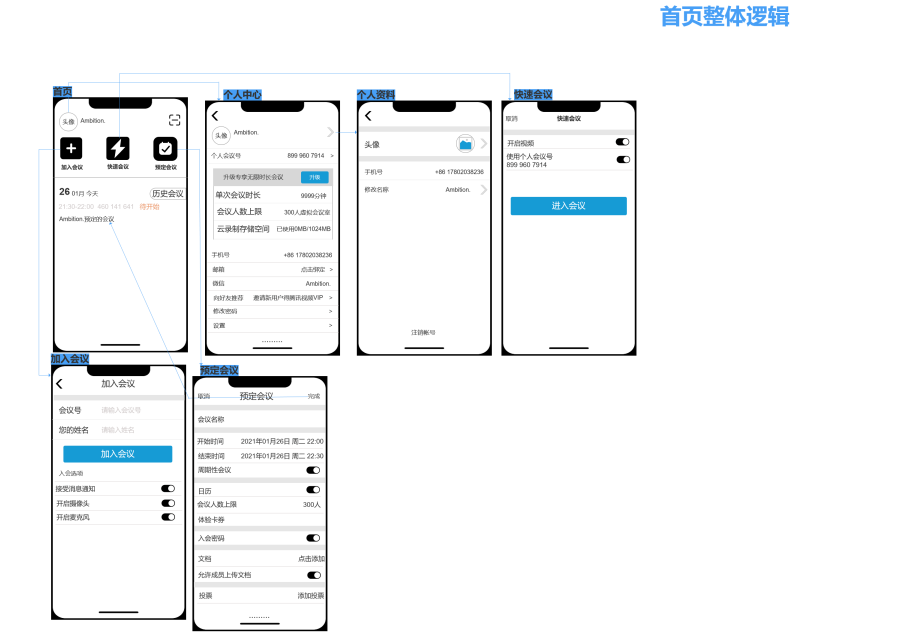 首页整体逻辑
首页
头像 Ambition.
加入会议 快速会议 预定会议
26 01月 今天 历史会议
21:30-22:00 460 141 641 待开始
Ambition.预定的会议
个人中心
头像 Ambition.
个人会议号 899 960 7914 >
升级专享无限时长会议 升级
单次会议时长 9999分钟
会议人数上限 300人虚拟会议室
云录制存储空间 已使用0MB/1024MB
手机号 +86 17802038236
邮箱 点击绑定 >
微信 Ambition.
向好友推荐 邀请新用户得腾讯视频VIP >
修改密码 >
设置 >
.........
个人资料
头像
手机号 +86 17802038236
修改名称 Ambition.
注销帐号
快速会议
取消 快速会议
开启视频
使用个人会议号
899 960 7914
进入会议
加入会议
加入会议
会议号 请输入会议号
您的姓名 请输入姓名
加入会议
入会选项
接受消息通知
开启摄像头
开启麦克风
预定会议
取消 预定会议 完成
会议名称
开始时间 2021年01月26日 周二 22:00
结束时间 2021年01月26日 周二 22:30
周期性会议
日历
会议人数上限 300人
体验卡券
入会密码
文档 点击添加
允许成员上传文档
投票 添加投票
.........